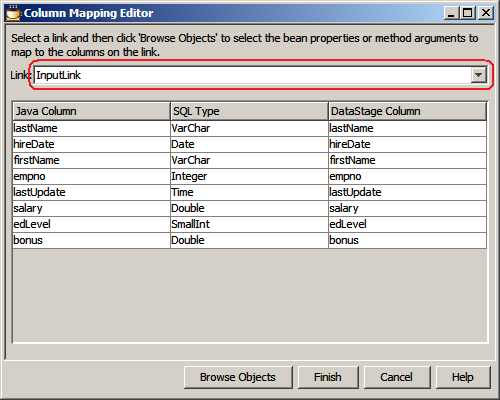 Column Mapping Editor
Select a link and then click 'Browse Objects' to select the bean properties or method arguments to
map to the columns on the link.
Link: InputLink
Java Column SQL Type DataStage Column
lastName VarChar lastName
hireDate Date hireDate
firstName VarChar firstName
empno Integer empno
lastUpdate Time lastUpdate
salary Double salary
edLevel SmallInt edLevel
bonus Double bonus
Browse Objects Finish Cancel Help